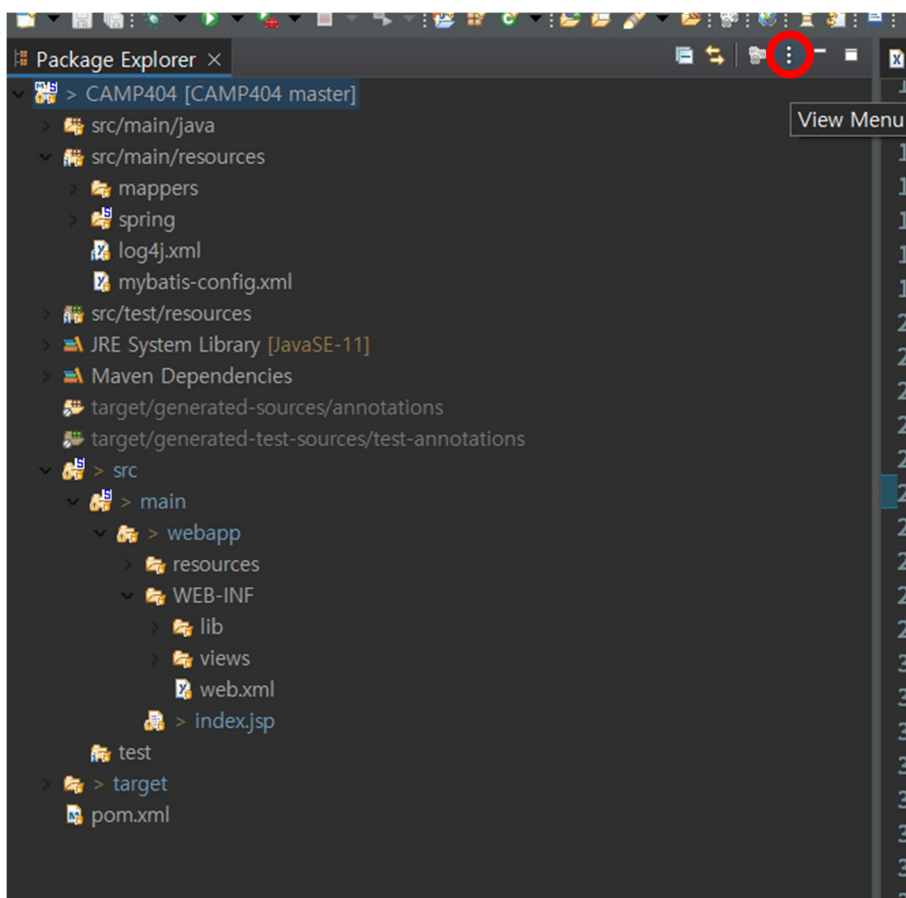 Package Explorer
> CAMP404 [CAMP404 master]
View Menu
src/main/java
src/main/resources
mappers
spring
log4j.xml
mybatis-config.xml
src/test/resources
JRE System Library [JavaSE-11]
Maven Dependencies
target/generated-sources/annotations
target/generated-test-sources/test-annotations
> src
> main
> webapp
resources
WEB-INF
lib
views
web.xml
> index.jsp
test
> target
pom.xml